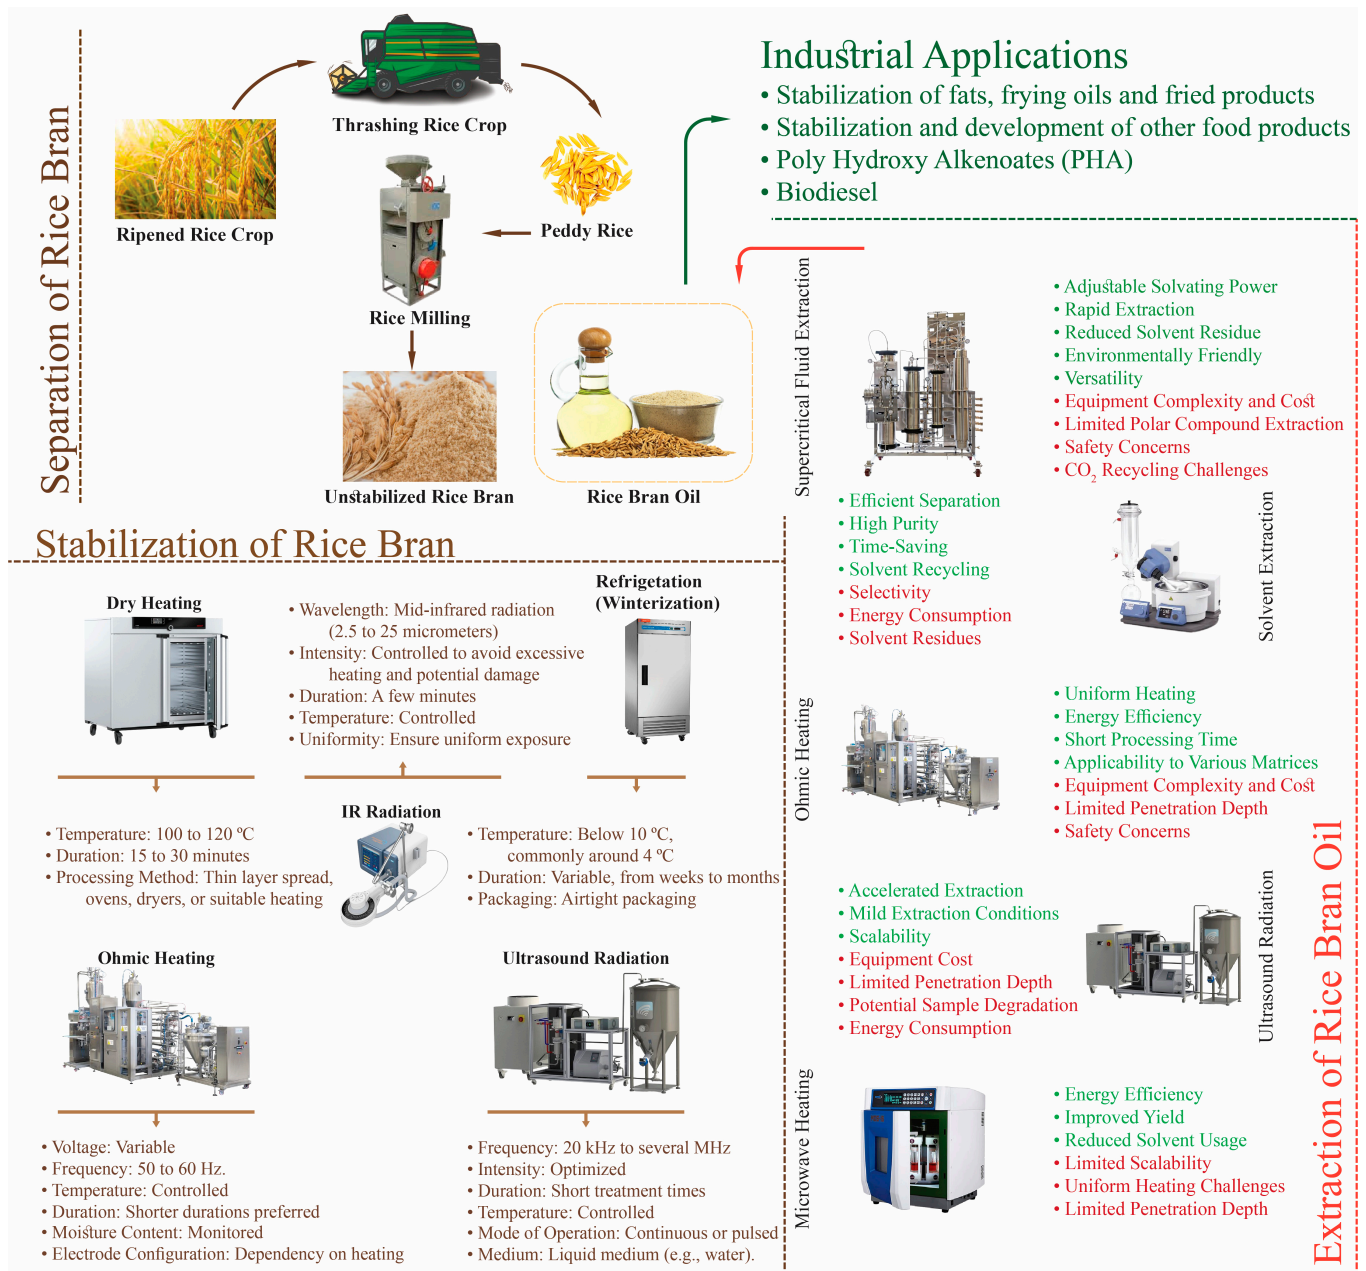 Separation of Rice Bran
Thrashing Rice Crop
Ripened Rice Crop
Peddy Rice
Rice Milling
Unstabilized Rice Bran
Rice Bran Oil
Industrial Applications
• Stabilization of fats, frying oils and fried products
• Stabilization and development of other food products
• Poly Hydroxy Alkenoates (PHA)
• Biodiesel
Stabilization of Rice Bran
Dry Heating
• Temperature: 100 to 120 ºC
• Duration: 15 to 30 minutes
• Processing Method: Thin layer spread,
ovens, dryers, or suitable heating
• Wavelength: Mid-infrared radiation
(2.5 to 25 micrometers)
• Intensity: Controlled to avoid excessive
heating and potential damage
• Duration: A few minutes
• Temperature: Controlled
• Uniformity: Ensure uniform exposure
IR Radiation
Refrigetation
(Winterization)
• Temperature: Below 10 ºC,
commonly around 4 ºC
• Duration: Variable, from weeks to months
• Packaging: Airtight packaging
Ohmic Heating
• Voltage: Variable
• Frequency: 50 to 60 Hz.
• Temperature: Controlled
• Duration: Shorter durations preferred
• Moisture Content: Monitored
• Electrode Configuration: Dependency on heating
Ultrasound Radiation
• Frequency: 20 kHz to several MHz
• Intensity: Optimized
• Duration: Short treatment times
• Temperature: Controlled
• Mode of Operation: Continuous or pulsed
• Medium: Liquid medium (e.g., water).
Extraction of Rice Bran Oil
Supercritical Fluid Extraction
• Adjustable Solvating Power
• Rapid Extraction
• Reduced Solvent Residue
• Environmentally Friendly
• Versatility
• Equipment Complexity and Cost
• Limited Polar Compound Extraction
• Safety Concerns
• CO2 Recycling Challenges
Solvent Extraction
• Efficient Separation
• High Purity
• Time-Saving
• Solvent Recycling
• Selectivity
• Energy Consumption
• Solvent Residues
Ohmic Heating
• Uniform Heating
• Energy Efficiency
• Short Processing Time
• Applicability to Various Matrices
• Equipment Complexity and Cost
• Limited Penetration Depth
• Safety Concerns
Ultrasound Radiation
• Accelerated Extraction
• Mild Extraction Conditions
• Scalability
• Equipment Cost
• Limited Penetration Depth
• Potential Sample Degradation
• Energy Consumption
Microwave Heating
• Energy Efficiency
• Improved Yield
• Reduced Solvent Usage
• Limited Scalability
• Uniform Heating Challenges
• Limited Penetration Depth